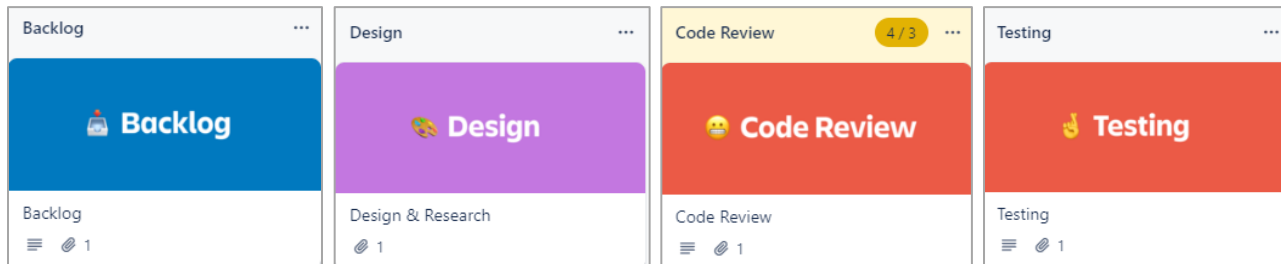 Backlog
Design
Code Review 4 / 3
Testing
Backlog
Design
Code Review
Testing
Backlog
Design & Research
Code Review
Testing
1
1
1
1